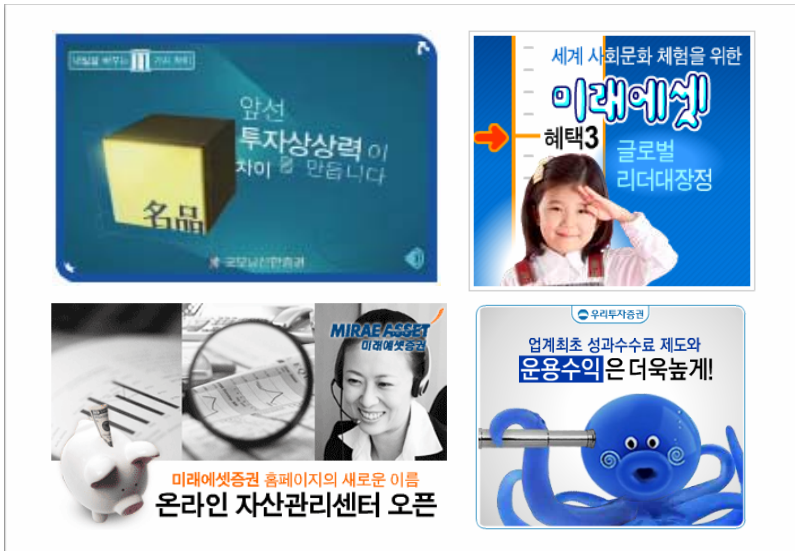 앞선
투자상상력이
차이를 만듭니다
名品
굿모닝신한증권
세계 사회문화 체험을 위한
미래에셋
혜택3
글로벌
리더대장정
MIRAE ASSET
미래에셋증권
미래에셋증권 홈페이지의 새로운 이름
온라인 자산관리센터 오픈
우리투자증권
업계최초 성과수수료 제도와
운용수익은 더욱높게!